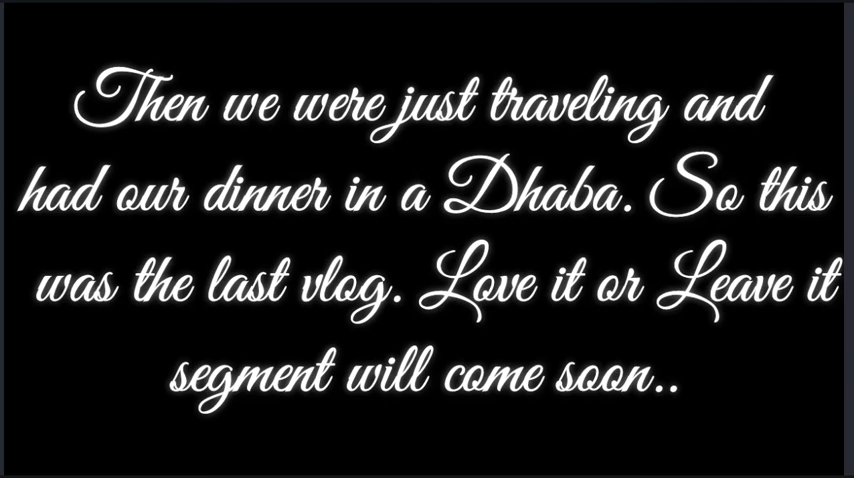 Then we were just traveling and
had our dinner in a Dhaba. So this
was the last vlog. Love it or Leave it
segment will come soon..